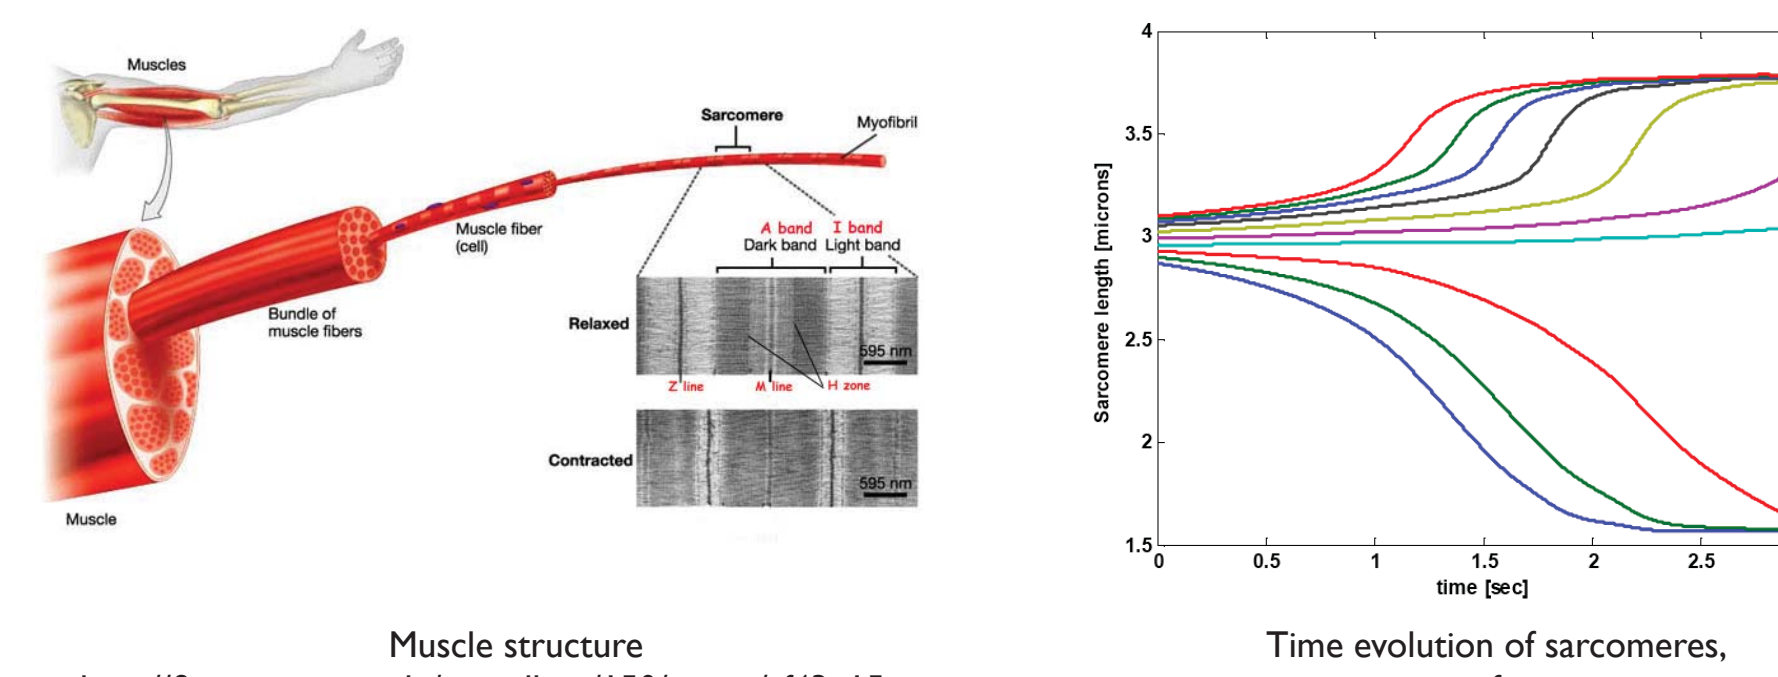 Muscles
Sarcomere
Myofibril
Muscle fiber
(cell)
A band
I band
Dark band
Light band
Bundle of
muscle fibers
Relaxed
595 nm
Z line
M line
H zone
Contracted
595 nm
Muscle
Muscle structure
4
3.5
3
2.5
2
1.5
Sarcomere length [microns]
0
0.5
1
1.5
2
2.5
time [sec]
Time evolution of sarcomeres,